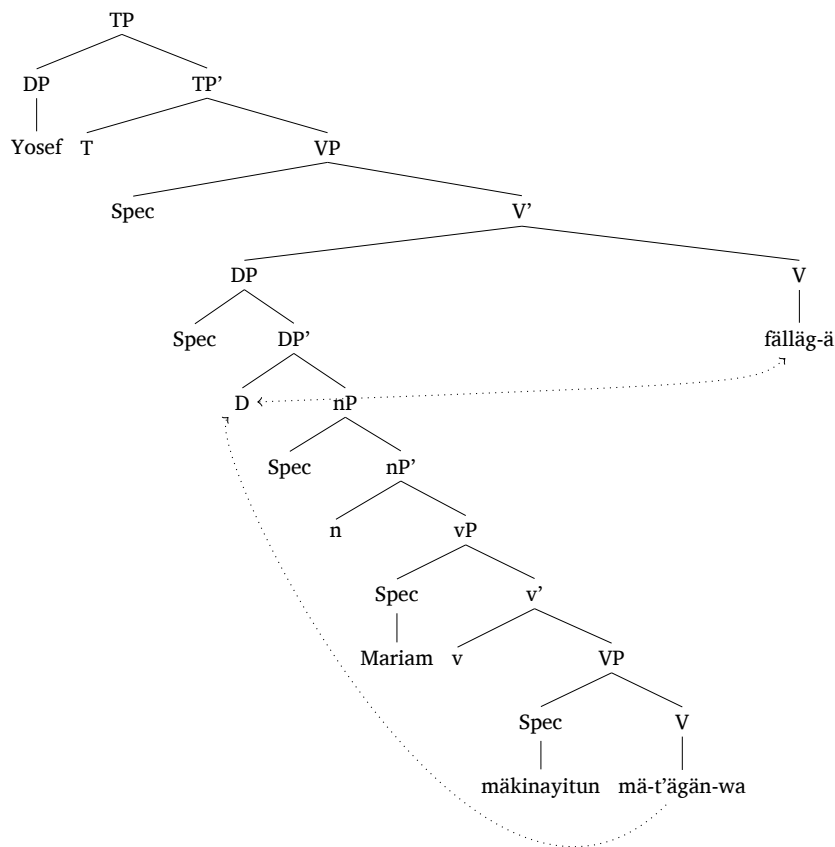 TP
DP TP'
Yosef T VP
Spec V'
DP V
Spec DP' fälläg-ä
D nP
Spec nP'
n vP
Spec v'
Mariam v VP
Spec V
mäkinayitun mä-t'ägän-wa